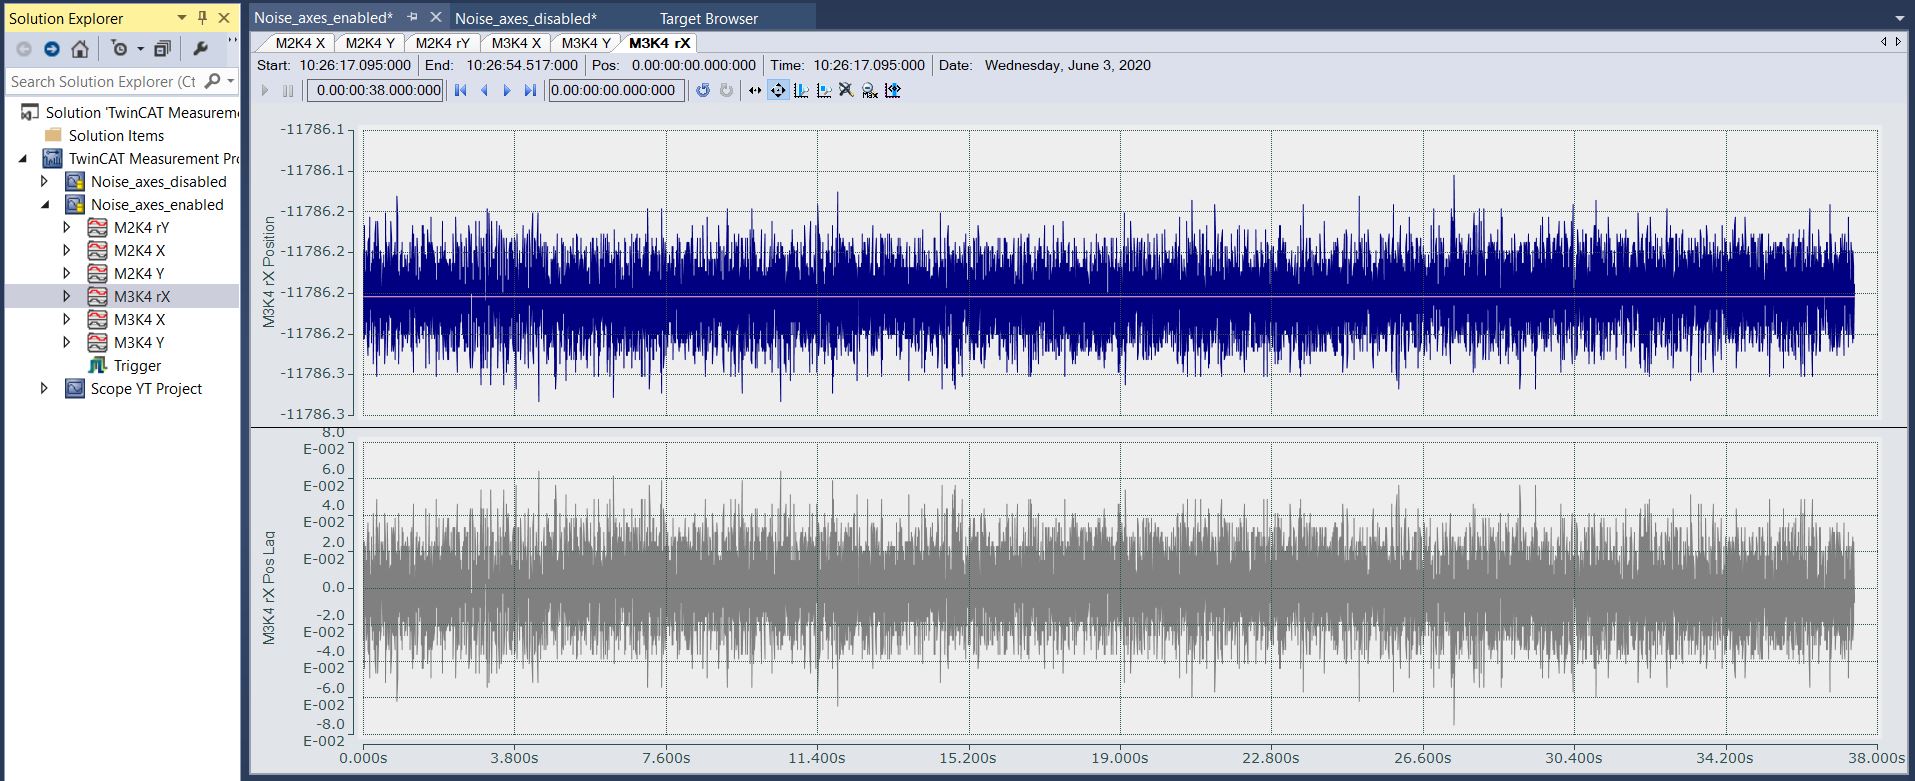 Solution Explorer
Search Solution Explorer (Ct
Solution 'TwinCAT Measurem
Solution Items
TwinCAT Measurement Pro
Noise_axes_disabled
Noise_axes_enabled
M2K4 rY
M2K4 X
M2K4 Y
M3K4 rX
M3K4 X
M3K4 Y
Trigger
Scope YT Project
Noise_axes_enabled* Noise_axes_disabled* Target Browser
M2K4 X M2K4 Y M2K4 rY M3K4 X M3K4 Y M3K4 rX
Start: 10:26:17.095:000 End: 10:26:54.517:000 Pos: 0.00:00:00.000:000 Time: 10:26:17.095:000 Date: Wednesday, June 3, 2020
0.00:00:38.000:000 0.00:00:00.000:000 Max
M3K4 rX Position
-11786.1
-11786.1
-11786.2
-11786.2
-11786.2
-11786.2
-11786.3
-11786.3
M3K4 rX Pos Lag
8.0
E-002
6.0
E-002
4.0
E-002
2.0
E-002
0.0
-2.0
E-002
-4.0
E-002
-6.0
E-002
-8.0
E-002
0.000s 3.800s 7.600s 11.400s 15.200s 19.000s 22.800s 26.600s 30.400s 34.200s 38.000s